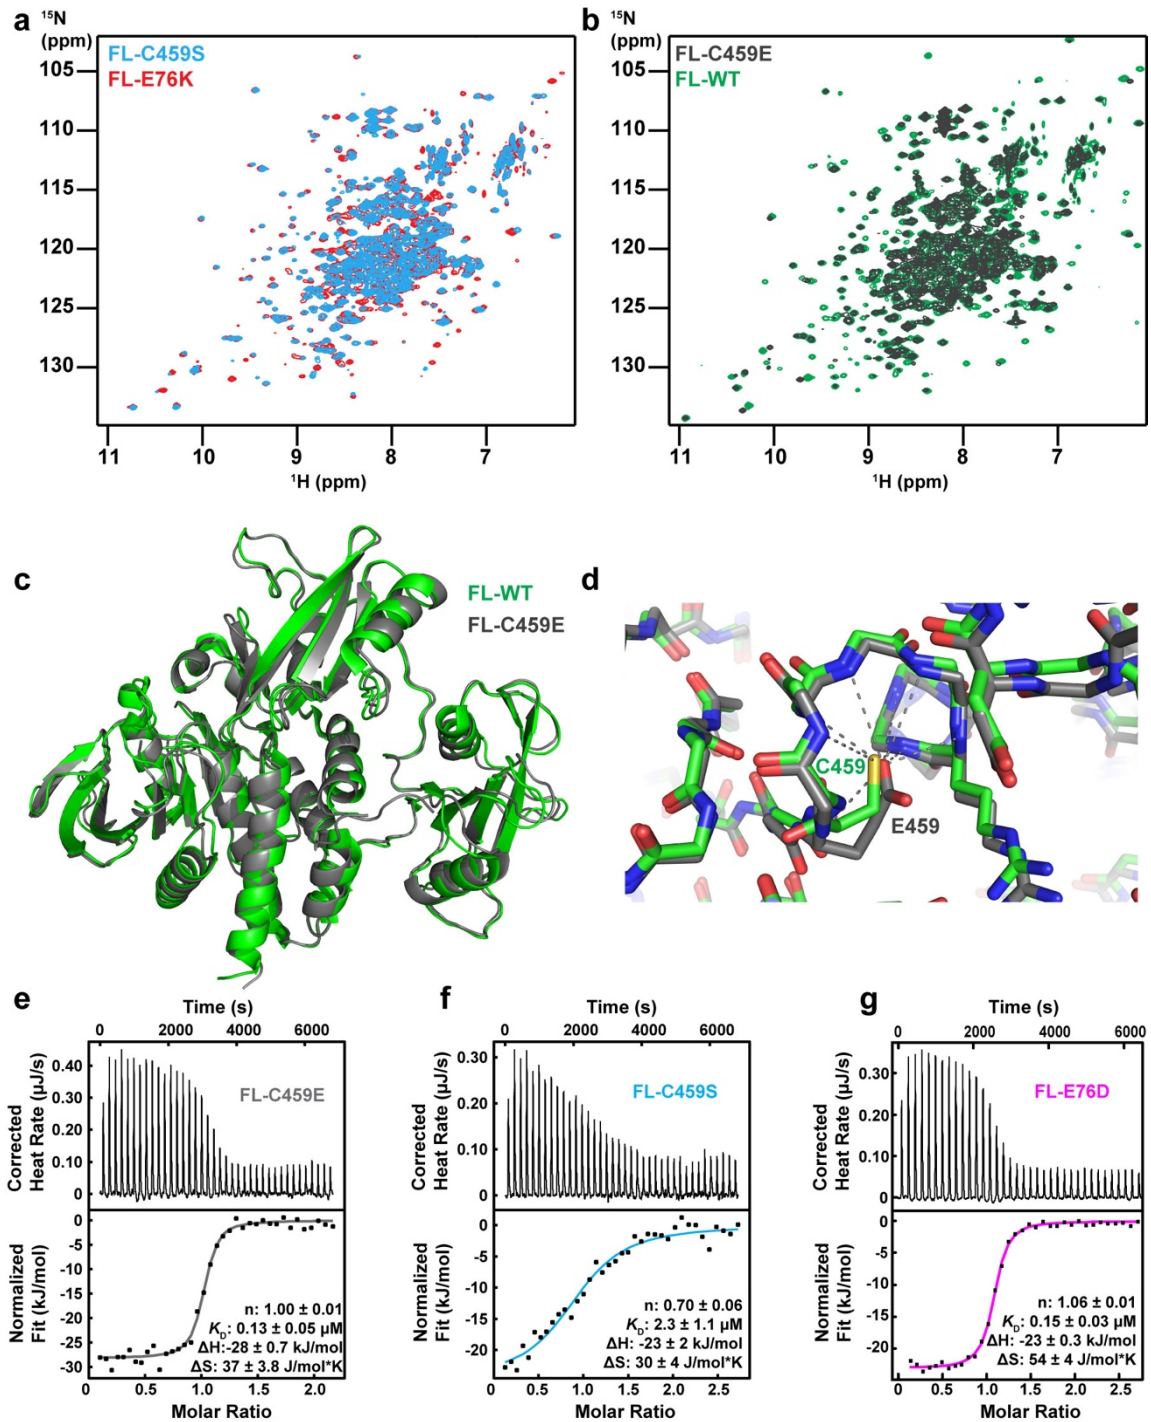 a
¹⁵N
(ppm)
FL-C459S
FL-E76K
105
110
115
120
125
130
11 10 9 8 7
¹H (ppm)
b
¹⁵N
(ppm)
FL-C459E
FL-WT
105
110
115
120
125
130
11 10 9 8 7
¹H (ppm)
c
FL-WT
FL-C459E
d
C459
E459
e
Time (s)
0 2000 4000 6000
Corrected
Heat Rate (µJ/s)
0.40
0.30
0.20
0.10
0
FL-C459E
Normalized
Fit (kJ/mol)
0
-5
-10
-15
-20
-25
-30
n: 1.00 ± 0.01
K_D: 0.13 ± 0.05 µM
ΔH:-28 ± 0.7 kJ/mol
ΔS: 37 ± 3.8 J/mol*K
0 0.5 1.0 1.5 2.0
Molar Ratio
f
Time (s)
0 2000 4000 6000
Corrected
Heat Rate (µJ/s)
0.30
0.20
0.10
0
FL-C459S
Normalized
Fit (kJ/mol)
0
-5
-10
-15
-20
n: 0.70 ± 0.06
K_D: 2.3 ± 1.1 µM
ΔH: -23 ± 2 kJ/mol
ΔS: 30 ± 4 J/mol*K
0 0.5 1.0 1.5 2.0 2.5
Molar Ratio
g
Time (s)
0 2000 4000 6000
Corrected
Heat Rate (µJ/s)
0.30
0.20
0.10
0
FL-E76D
Normalized
Fit (kJ/mol)
0
-5
-10
-15
-20
n: 1.06 ± 0.01
K_D: 0.15 ± 0.03 µM
ΔH: -23 ± 0.3 kJ/mol
ΔS: 54 ± 4 J/mol*K
0 0.5 1.0 1.5 2.0 2.5
Molar Ratio